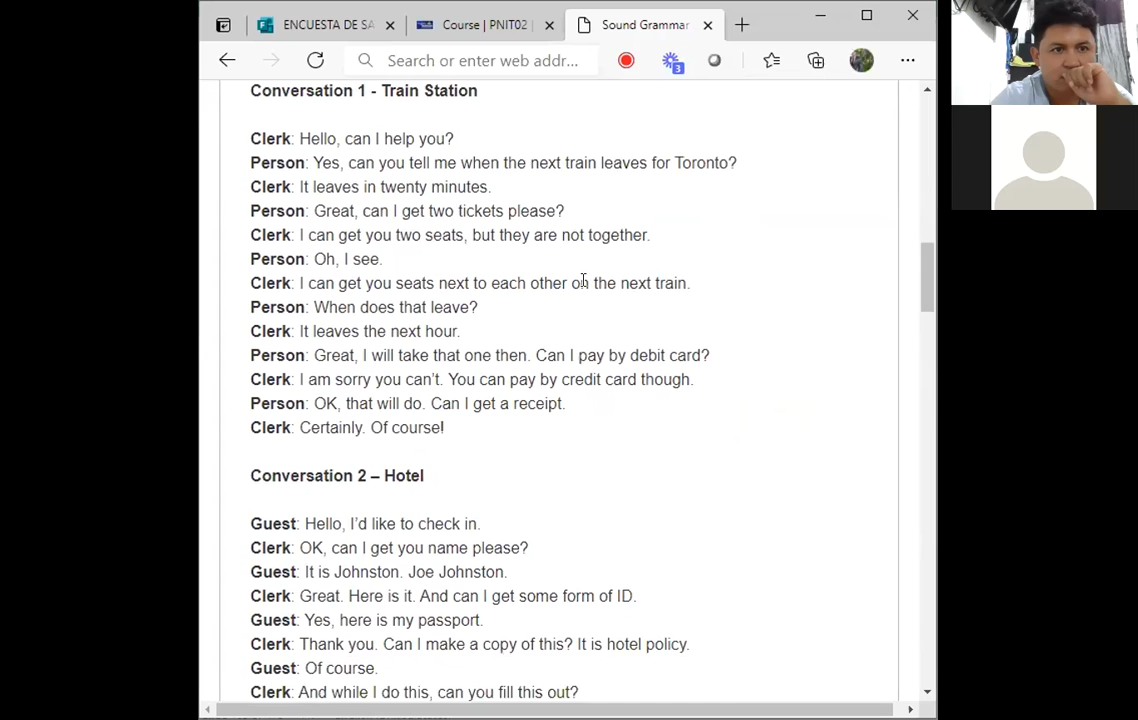 ENCUESTA DE SA
Course | PNIT02
Sound Grammar
Search or enter web addr...
3
Conversation 1 - Train Station
Clerk: Hello, can I help you?
Person: Yes, can you tell me when the next train leaves for Toronto?
Clerk: It leaves in twenty minutes.
Person: Great, can I get two tickets please?
Clerk: I can get you two seats, but they are not together.
Person: Oh, I see.
Clerk: I can get you seats next to each other on the next train.
Person: When does that leave?
Clerk: It leaves the next hour.
Person: Great, I will take that one then. Can I pay by debit card?
Clerk: I am sorry you can't. You can pay by credit card though.
Person: OK, that will do. Can I get a receipt.
Clerk: Certainly. Of course!
Conversation 2 – Hotel
Guest: Hello, I'd like to check in.
Clerk: OK, can I get you name please?
Guest: It is Johnston. Joe Johnston.
Clerk: Great. Here is it. And can I get some form of ID.
Guest: Yes, here is my passport.
Clerk: Thank you. Can I make a copy of this? It is hotel policy.
Guest: Of course.
Clerk: And while I do this, can you fill this out?